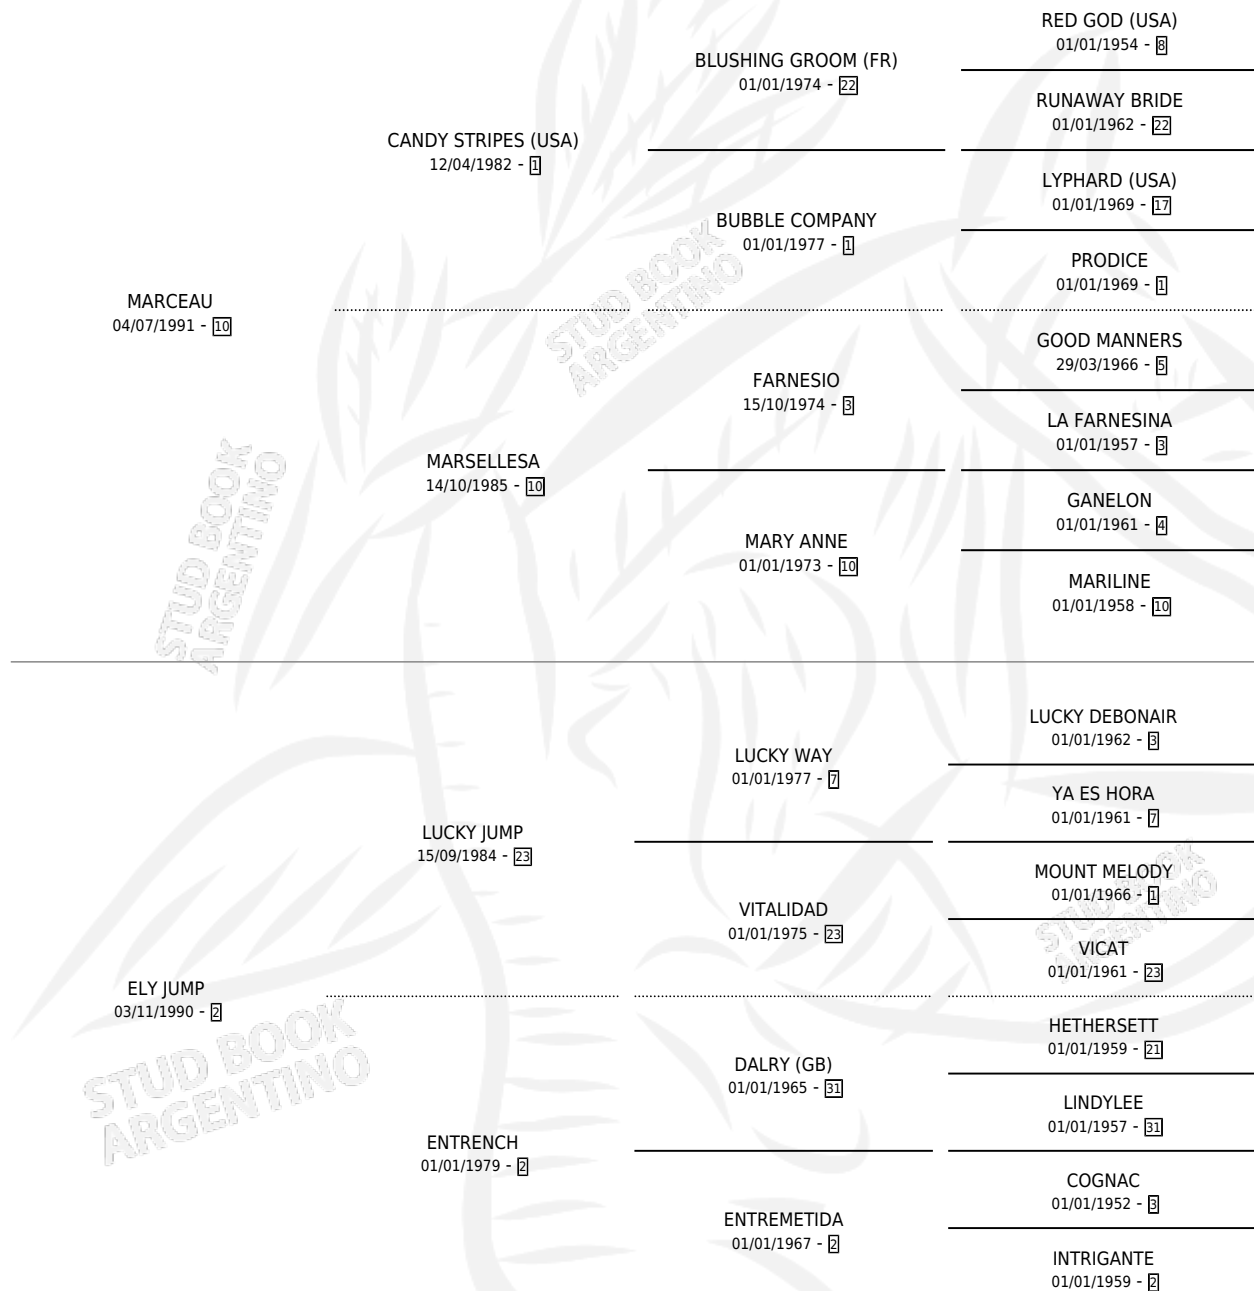 RED GOD (USA)
01/01/1954 - 8
BLUSHING GROOM (FR)
01/01/1974 - 22
RUNAWAY BRIDE
01/01/1962 - 22
CANDY STRIPES (USA)
12/04/1982 - 1
LYPHARD (USA)
01/01/1969 - 17
BUBBLE COMPANY
01/01/1977 - 1
PRODICE
01/01/1969 - 1
MARCEAU
04/07/1991 - 10
STUD BOOK
ARGENTINO
GOOD MANNERS
29/03/1966 - 5
FARNESIO
15/10/1974 - 3
LA FARNESINA
01/01/1957 - 3
MARSELLESA
14/10/1985 - 10
GANELON
01/01/1961 - 4
MARY ANNE
01/01/1973 - 10
MARILINE
01/01/1958 - 10
STUD BOOK
ARGENTINO
LUCKY DEBONAIR
01/01/1962 - 3
LUCKY WAY
01/01/1977 - 7
YA ES HORA
01/01/1961 - 7
LUCKY JUMP
15/09/1984 - 23
MOUNT MELODY
01/01/1966 - 1
VITALIDAD
01/01/1975 - 23
STUD BOOK
ARGENTINO
VICAT
01/01/1961 - 23
ELY JUMP
03/11/1990 - 2
STUD BOOK
ARGENTINO
HETHERSETT
01/01/1959 - 21
DALRY (GB)
01/01/1965 - 31
LINDYLEE
01/01/1957 - 31
ENTRENCH
01/01/1979 - 2
COGNAC
01/01/1952 - 3
ENTREMETIDA
01/01/1967 - 2
INTRIGANTE
01/01/1959 - 2